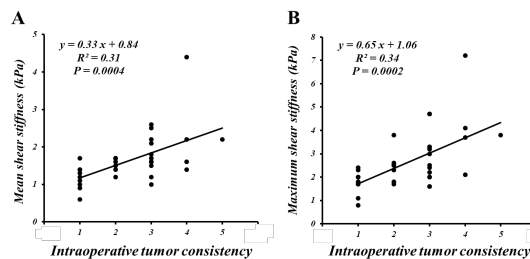 A
y = 0.33 x + 0.84
R² = 0.31
P = 0.0004
Mean shear stiffness (kPa)
5
4
3
2
1
0
1 2 3 4 5
Intraoperative tumor consistency
B
y = 0.65 x + 1.06
R² = 0.34
P = 0.0002
Maximum shear stiffness (kPa)
8
7
6
5
4
3
2
1
0
1 2 3 4 5
Intraoperative tumor consistency